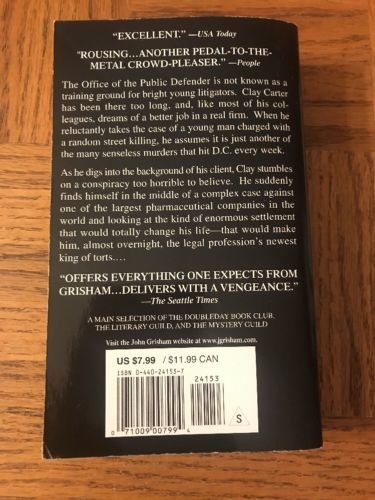 “EXCELLENT.” —USA Today
“ROUSING…ANOTHER PEDAL-TO-THE-
METAL CROWD-PLEASER.” —People
The Office of the Public Defender is not known as a
training ground for bright young litigators. Clay Carter
has been there too long, and, like most of his col-
leagues, dreams of a better job in a real firm. When he
reluctantly takes the case of a young man charged with
a random street killing, he assumes it is just another of
the many senseless murders that hit D.C. every week.
As he digs into the background of his client, Clay stumbles
on a conspiracy too horrible to believe. He suddenly
finds himself in the middle of a complex case against
one of the largest pharmaceutical companies in the
world and looking at the kind of enormous settlement
that would totally change his life—that would make
him, almost overnight, the legal profession’s newest
king of torts….
“OFFERS EVERYTHING ONE EXPECTS FROM
GRISHAM…DELIVERS WITH A VENGEANCE.”
—The Seattle Times
A MAIN SELECTION OF THE DOUBLEDAY BOOK CLUB,
THE LITERARY GUILD, AND THE MYSTERY GUILD
Visit the John Grisham website at www.jgrisham.com.
US $7.99 / $11.99 CAN
ISBN 0-440-24153-7
24153
0 71009 00799 4
S